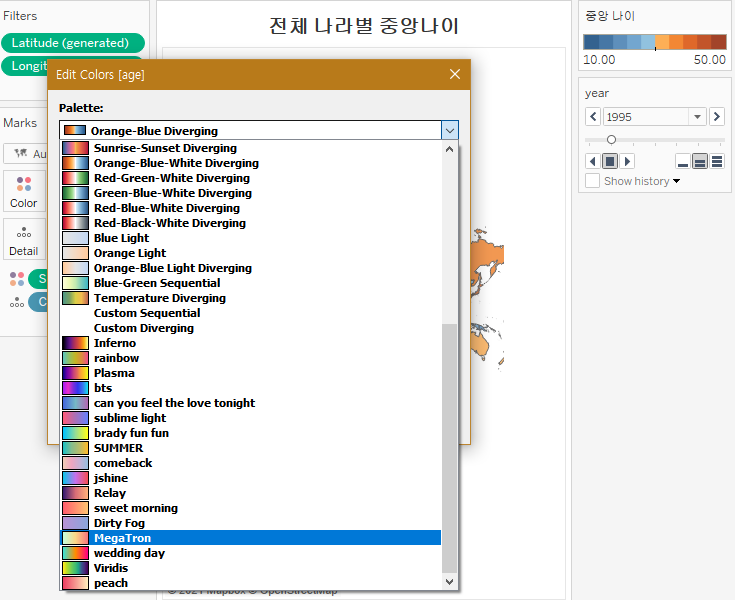 Filters
전체 나라별 중앙나이
중앙 나이
Latitude (generated)
Longit
10.00
50.00
Edit Colors [age]
year
Palette:
1995
Marks
Orange-Blue Diverging
Au
Sunrise-Sunset Diverging
Orange-Blue-White Diverging
Show history
Red-Green-White Diverging
Color
Green-Blue-White Diverging
Red-Blue-White Diverging
Red-Black-White Diverging
Detail
Blue Light
Orange Light
Orange-Blue Light Diverging
S
Blue-Green Sequential
C
Temperature Diverging
Custom Sequential
Custom Diverging
Inferno
rainbow
Plasma
bts
can you feel the love tonight
sublime light
brady fun fun
SUMMER
comeback
jshine
Relay
sweet morning
Dirty Fog
MegaTron
wedding day
Viridis
peach
© 2021 Mapbox © OpenStreetMap